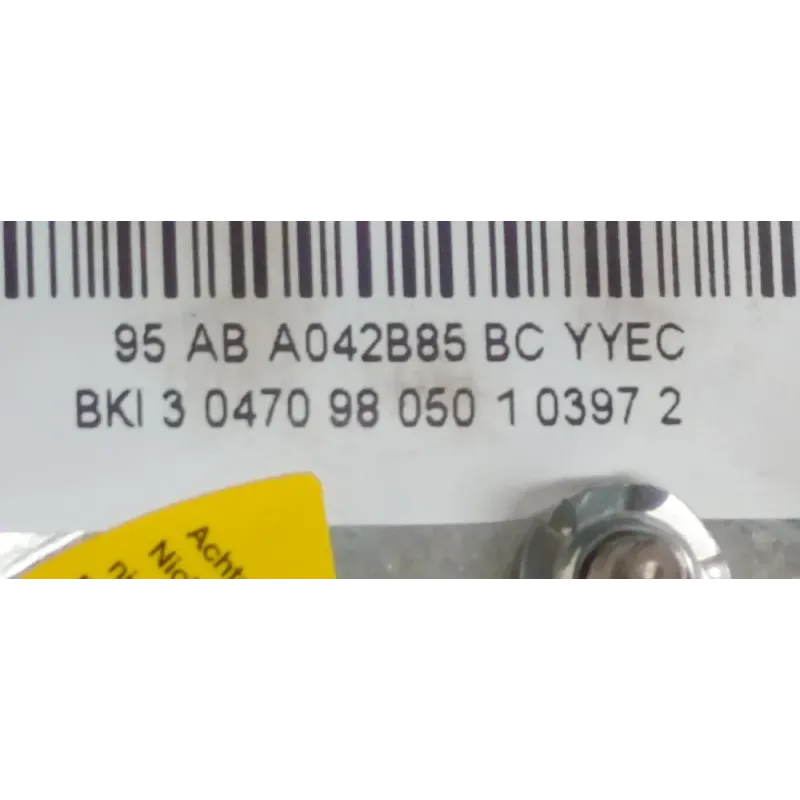 95 AB A042B85 BC YYEC
BKI 3 0470 98 050 1 0397 2